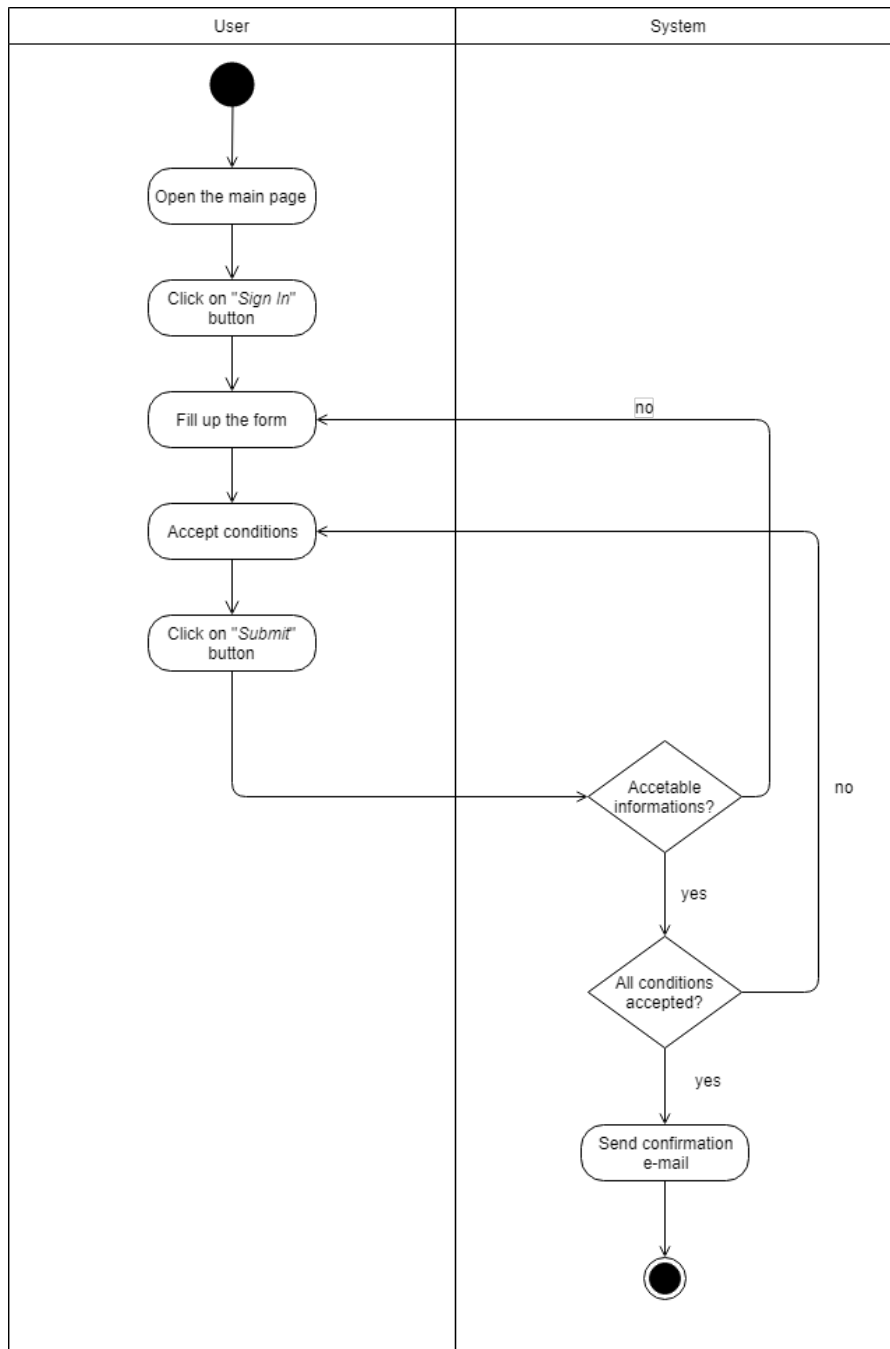 User
System
Open the main page
Click on "Sign In"
button
Fill up the form
no
Accept conditions
Click on "Submit"
button
Accetable
informations?
no
yes
All conditions
accepted?
yes
Send confirmation
e-mail